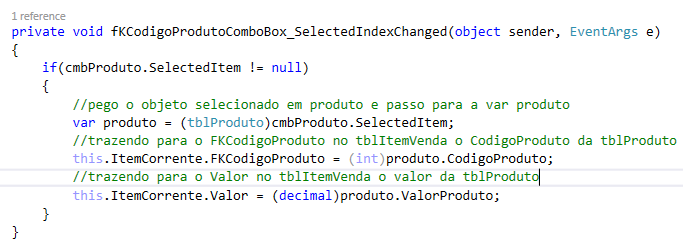 1 reference
private void fKCodigoProdutoComboBox_SelectedIndexChanged(object sender, EventArgs e)
{
if(cmbProduto.SelectedItem != null)
{
//pego o objeto selecionado em produto e passo para a var produto
var produto = (tblProduto)cmbProduto.SelectedItem;
//trazendo para o FKCodigoProduto no tblItemVenda o CodigoProduto da tblProduto
this.ItemCorrente.FKCodigoProduto = (int)produto.CodigoProduto;
//trazendo para o Valor no tblItemVenda o valor da tblProduto
this.ItemCorrente.Valor = (decimal)produto.ValorProduto;
}
}